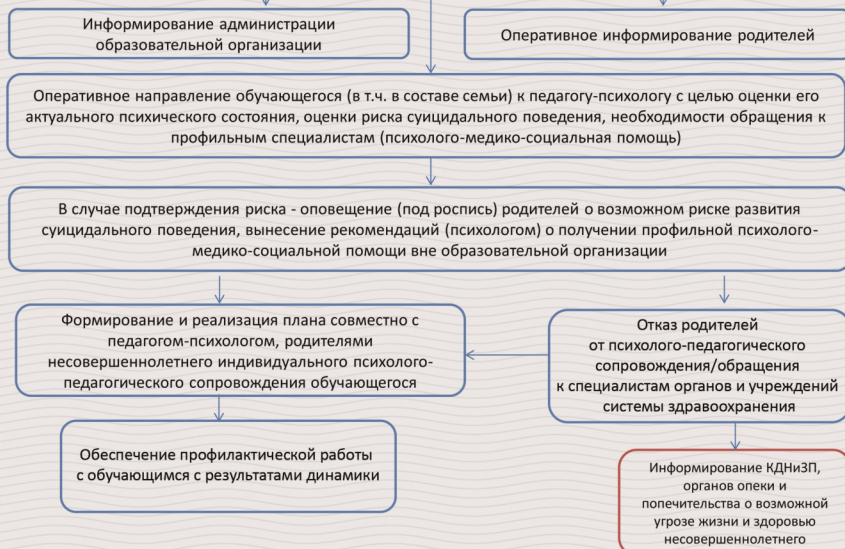 Информирование администрации
образовательной организации
Оперативное информирование родителей
Оперативное направление обучающегося (в т.ч. в составе семьи) к педагогу-психологу с целью оценки его
актуального психического состояния, оценки риска суицидального поведения, необходимости обращения к
профильным специалистам (психолого-медико-социальная помощь)
В случае подтверждения риска - оповещение (под роспись) родителей о возможном риске развития
суицидального поведения, вынесение рекомендаций (психологом) о получении профильной психолого-
медико-социальной помощи вне образовательной организации
Формирование и реализация плана совместно с
педагогом-психологом, родителями
несовершеннолетнего индивидуального психолого-
педагогического сопровождения обучающегося
Отказ родителей
от психолого-педагогического
сопровождения/обращения
к специалистам органов и учреждений
системы здравоохранения
Обеспечение профилактической работы
с обучающимся с результатами динамики
Информирование КДНиЗП,
органов опеки и
попечительства о возможной
угрозе жизни и здоровью
несовершеннолетнего